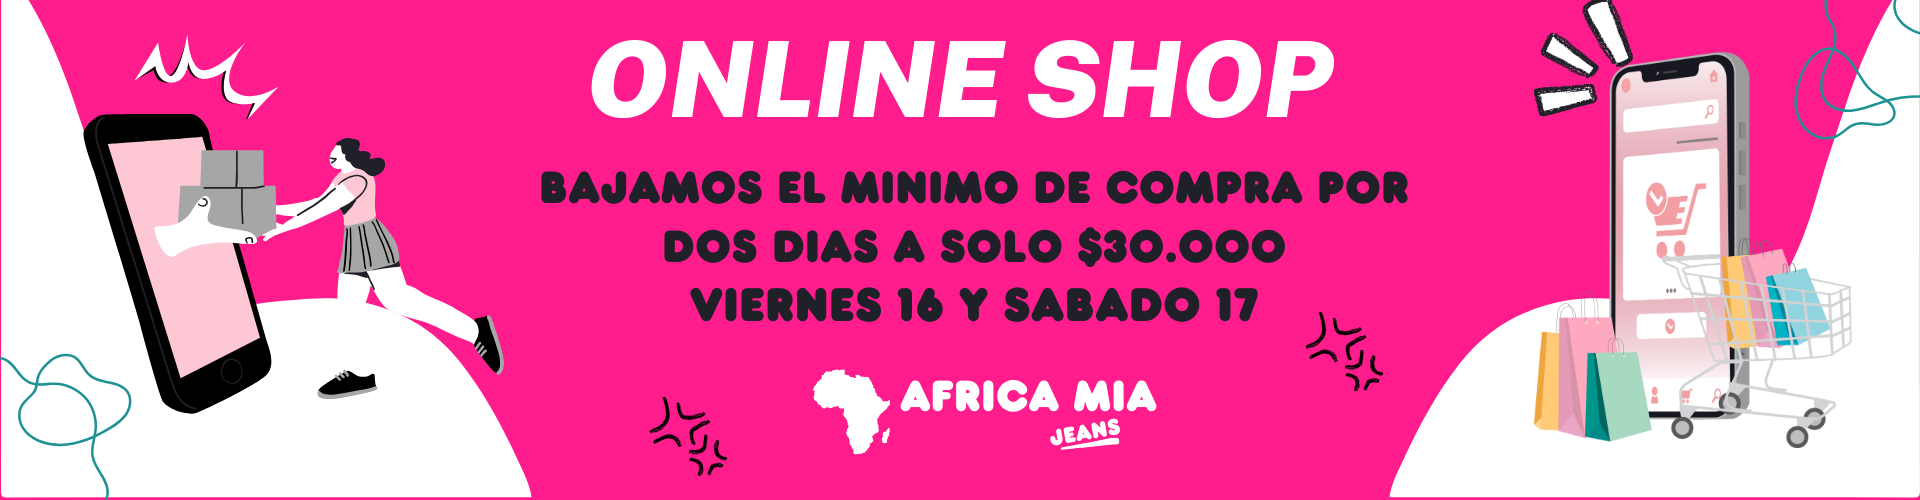 ONLINE SHOP
BAJAMOS EL MINIMO DE COMPRA POR
DOS DIAS A SOLO $30.000
VIERNES 16 Y SABADO 17
AFRICA MIA
JEANS